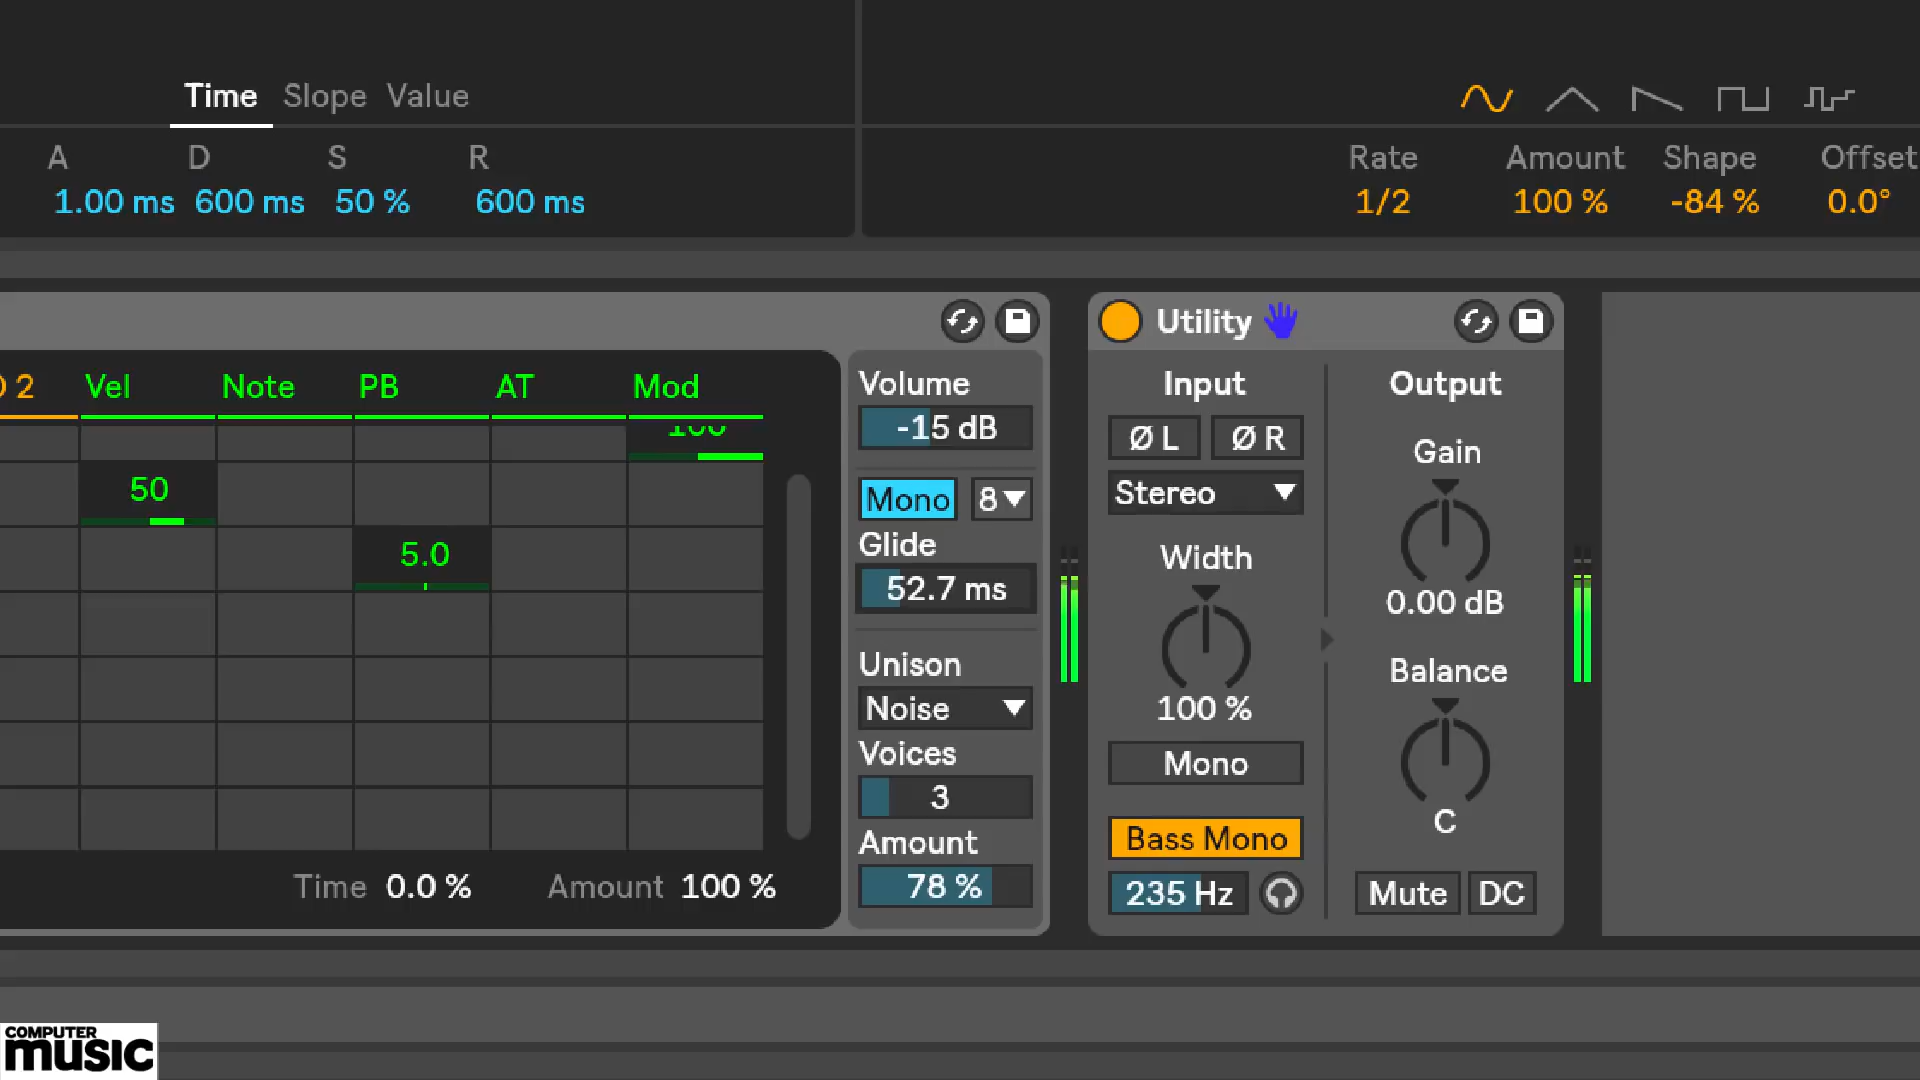 Time Slope Value
A D S R
1.00 ms 600 ms 50 % 600 ms
Rate Amount Shape Offset
1/2 100 % -84 % 0.0°
Utility
2 Vel Note PB AT Mod
100
50
5.0
Time 0.0 % Amount 100 %
Volume
-15 dB
Mono 8
Glide
52.7 ms
Unison
Noise
Voices
3
Amount
78 %
Input
Ø L Ø R
Stereo
Width
100 %
Mono
Bass Mono
235 Hz
Output
Gain
0.00 dB
Balance
C
Mute DC
COMPUTER
music